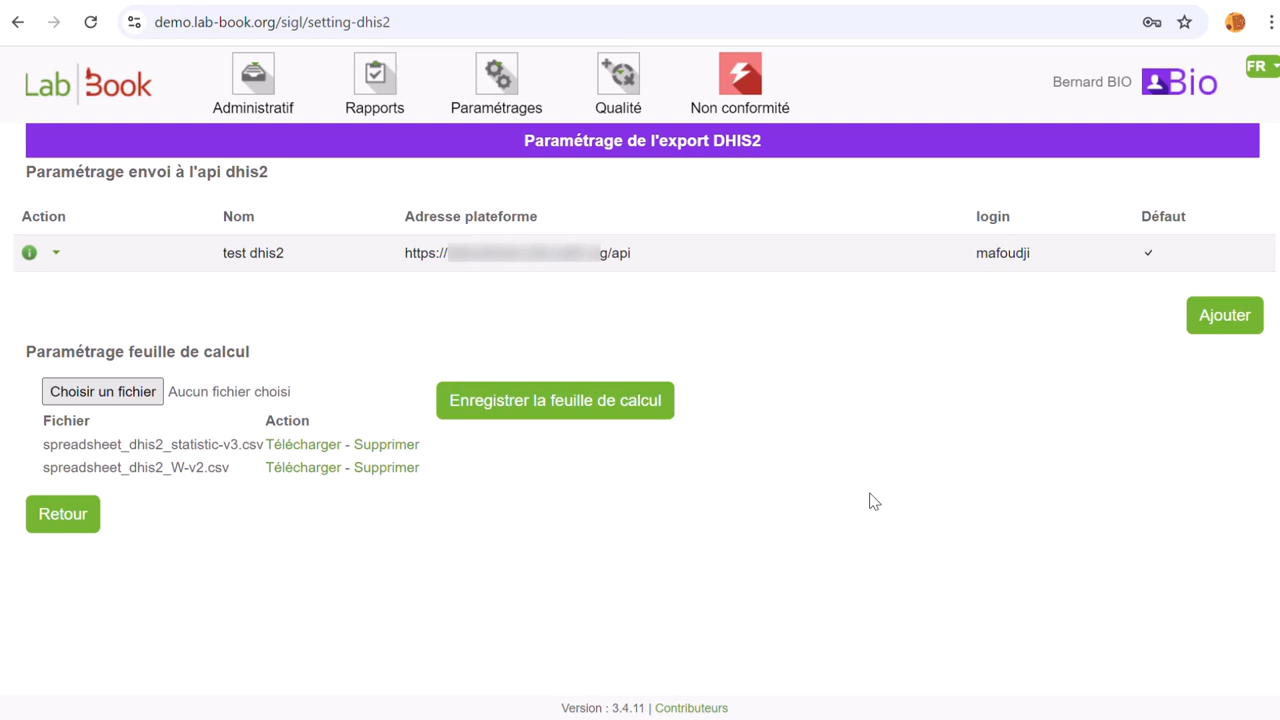 demo.lab-book.org/sigl/setting-dhis2
Lab Book
Administratif
Rapports
Paramétrages
Qualité
Non conformité
Bernard BIO
Bio
FR
Paramétrage de l'export DHIS2
Paramétrage envoi à l'api dhis2
Action Nom Adresse plateforme login Défaut
test dhis2 https:// g/api mafoudji
Ajouter
Paramétrage feuille de calcul
Choisir un fichier Aucun fichier choisi
Enregistrer la feuille de calcul
Fichier Action
spreadsheet_dhis2_statistic-v3.csv Télécharger - Supprimer
spreadsheet_dhis2_W-v2.csv Télécharger - Supprimer
Retour
Version : 3.4.11 | Contributeurs